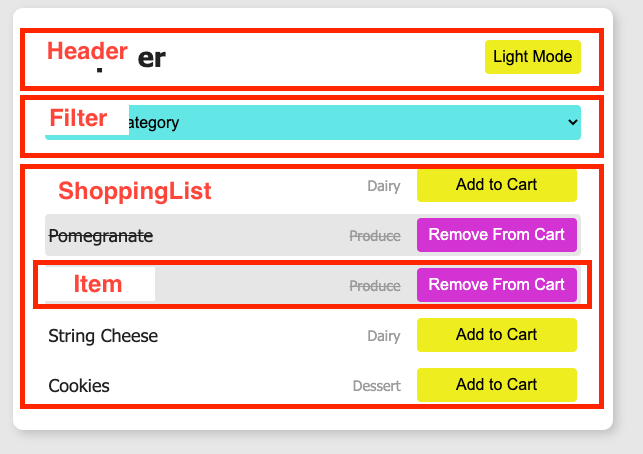 Header er Light Mode
Filter ategory
Dairy Add to Cart
ShoppingList
Pomegranate Produce Remove From Cart
Item Produce Remove From Cart
String Cheese Dairy Add to Cart
Cookies Dessert Add to Cart